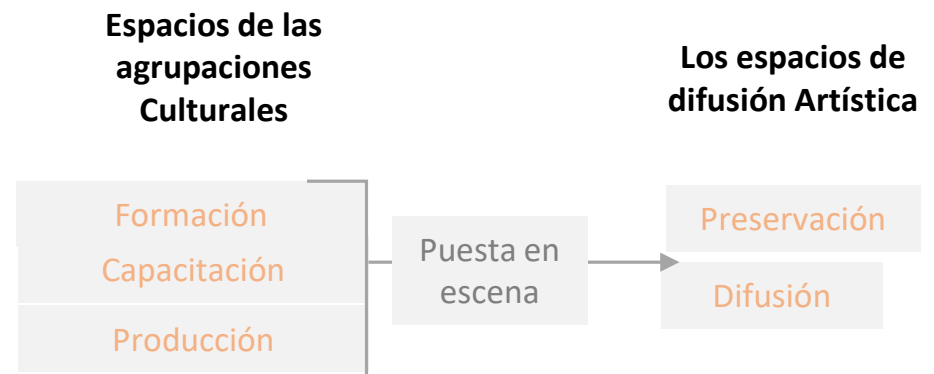 Espacios de las
agrupaciones
Culturales
Los espacios de
difusión Artística
Formación
Capacitación
Producción
Puesta en
escena
Preservación
Difusión